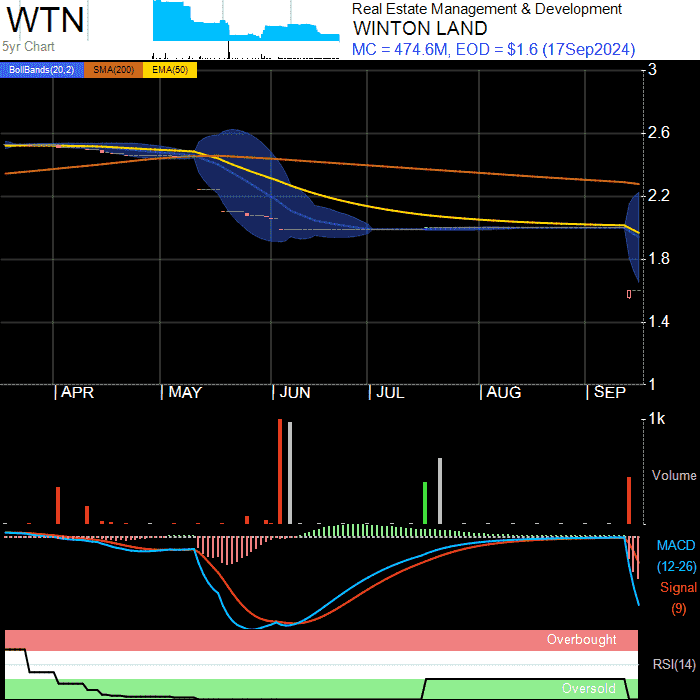 WTN
5yr Chart
Real Estate Management & Development
WINTON LAND
MC = 474.6M, EOD = $1.6 (17Sep2024)
BollBands(20,2) SMA(200) EMA(50)
3
2.6
2.2
1.8
1.4
1
APR MAY JUN JUL AUG SEP
1k
Volume
MACD
(12-26)
Signal
(9)
Overbought
RSI(14)
Oversold